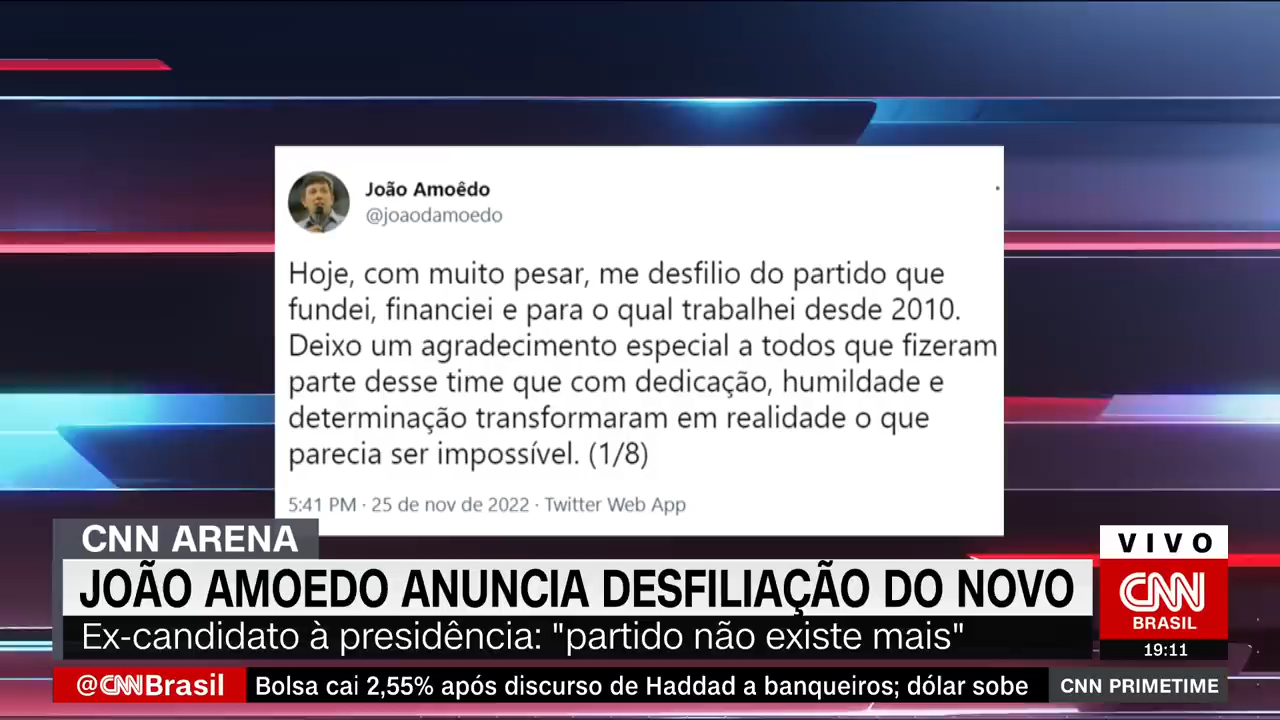 João Amoêdo
@joaodamoedo
Hoje, com muito pesar, me desfilio do partido que
fundei, financiei e para o qual trabalhei desde 2010.
Deixo um agradecimento especial a todos que fizeram
parte desse time que com dedicação, humildade e
determinação transformaram em realidade o que
parecia ser impossível. (1/8)
5:41 PM · 25 de nov de 2022 · Twitter Web App
CNN ARENA
JOÃO AMOEDO ANUNCIA DESFILIAÇÃO DO NOVO
Ex-candidato à presidência: "partido não existe mais"
VIVO
CNN
BRASIL
19:11
@CNNBrasil
Bolsa cai 2,55% após discurso de Haddad a banqueiros; dólar sobe
CNN PRIMETIME